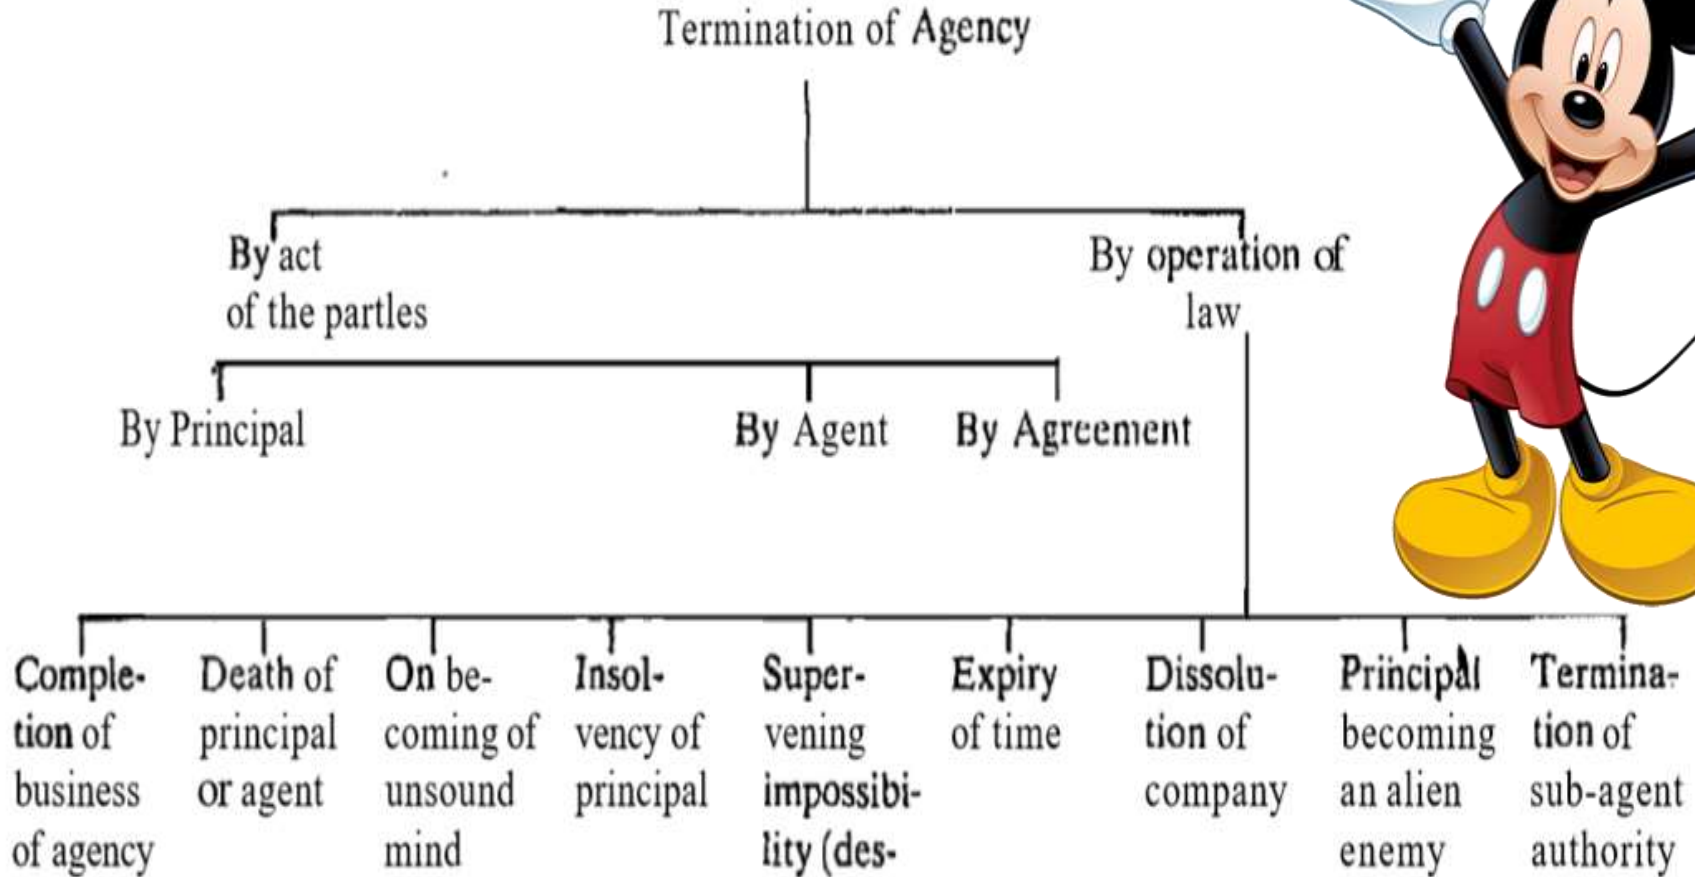 Termination of Agency
By act
of the partles
By operation of
law
By Principal
By Agent
By Agreement
Comple-
tion of
business
of agency
Death of
principal
or agent
On be-
coming of
unsound
mind
Insol-
vency of
principal
Super-
vening
impossibi-
lity (des-
Expiry
of time
Dissolu-
tion of
company
Principal
becoming
an alien
enemy
Termina-
tion of
sub-agent
authority